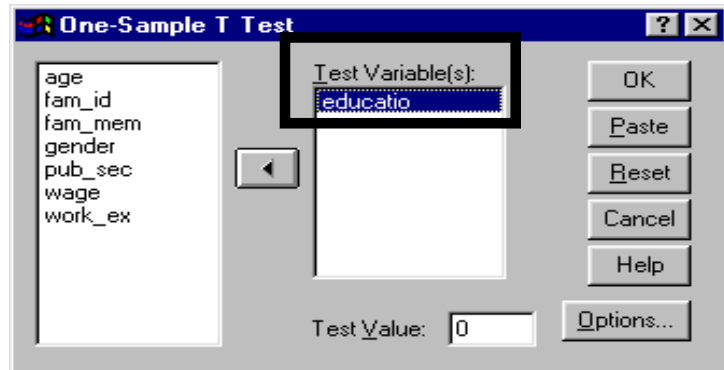 One-Sample T Test
age
fam_id
fam_mem
gender
pub_sec
wage
work_ex
Test Variable(s):
educatio
Test Value: 0
OK
Paste
Reset
Cancel
Help
Options...